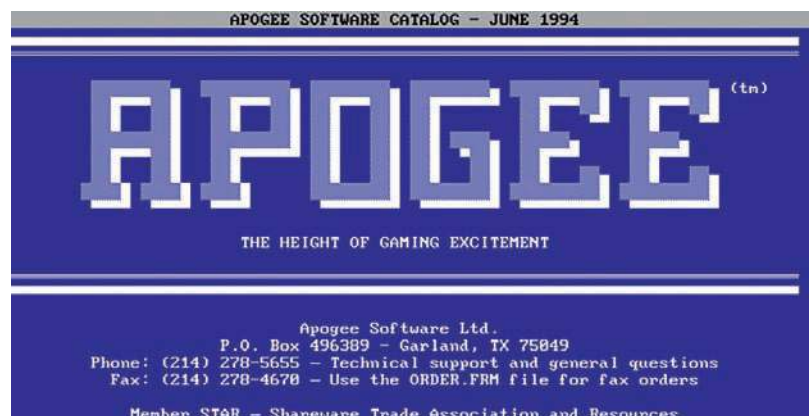 APOGEE SOFTWARE CATALOG - JUNE 1994
APOGEE (tm)
THE HEIGHT OF GAMING EXCITEMENT
Apogee Software Ltd.
P.O. Box 496389 - Garland, TX 75049
Phone: (214) 278-5655 - Technical support and general questions
Fax: (214) 278-4670 - Use the ORDER.FRM file for fax orders
Member STAR - Shareware Trade Association and Resources